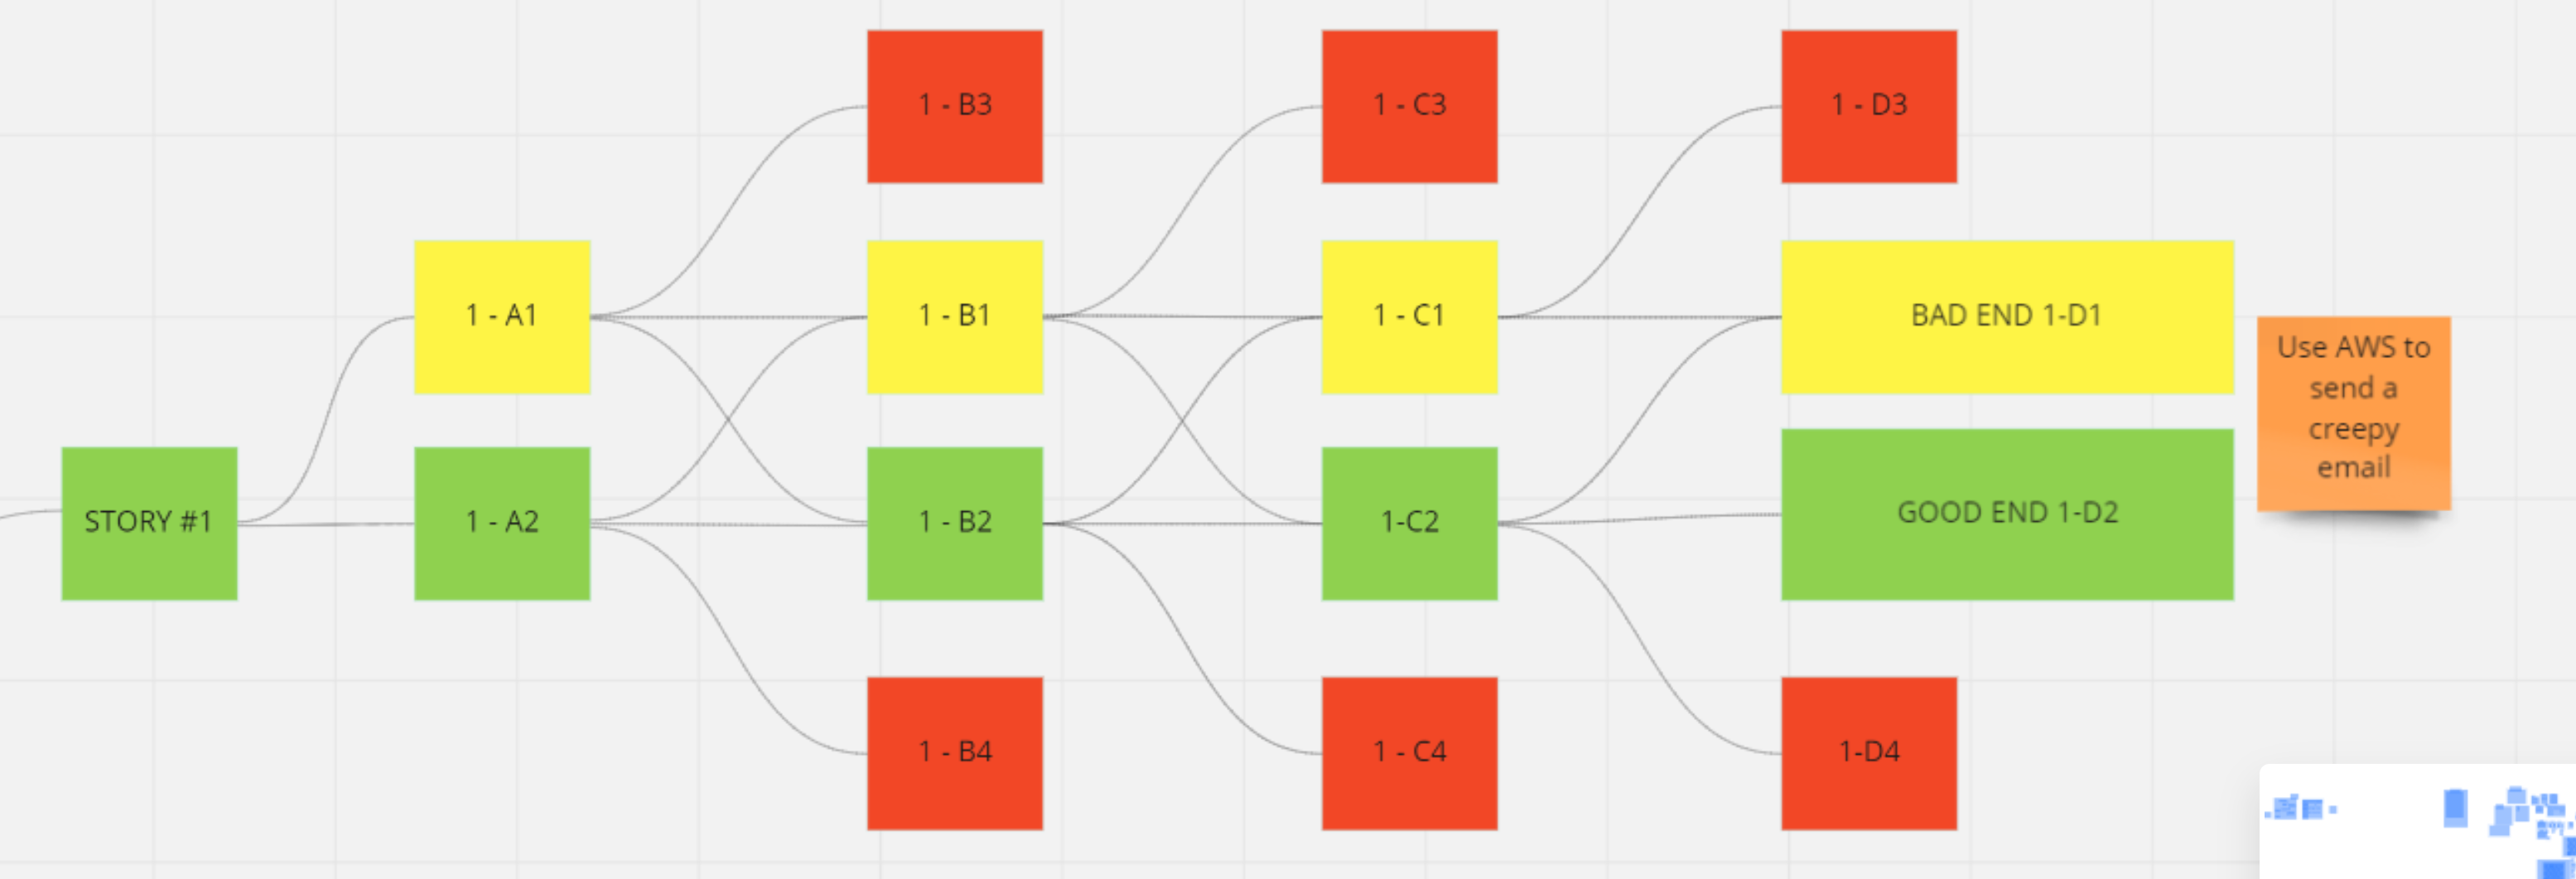 1 - B3
1 - C3
1 - D3
1 - A1
1 - B1
1 - C1
BAD END 1-D1
Use AWS to
send a
creepy
email
STORY #1
1 - A2
1 - B2
1-C2
GOOD END 1-D2
1 - B4
1 - C4
1-D4